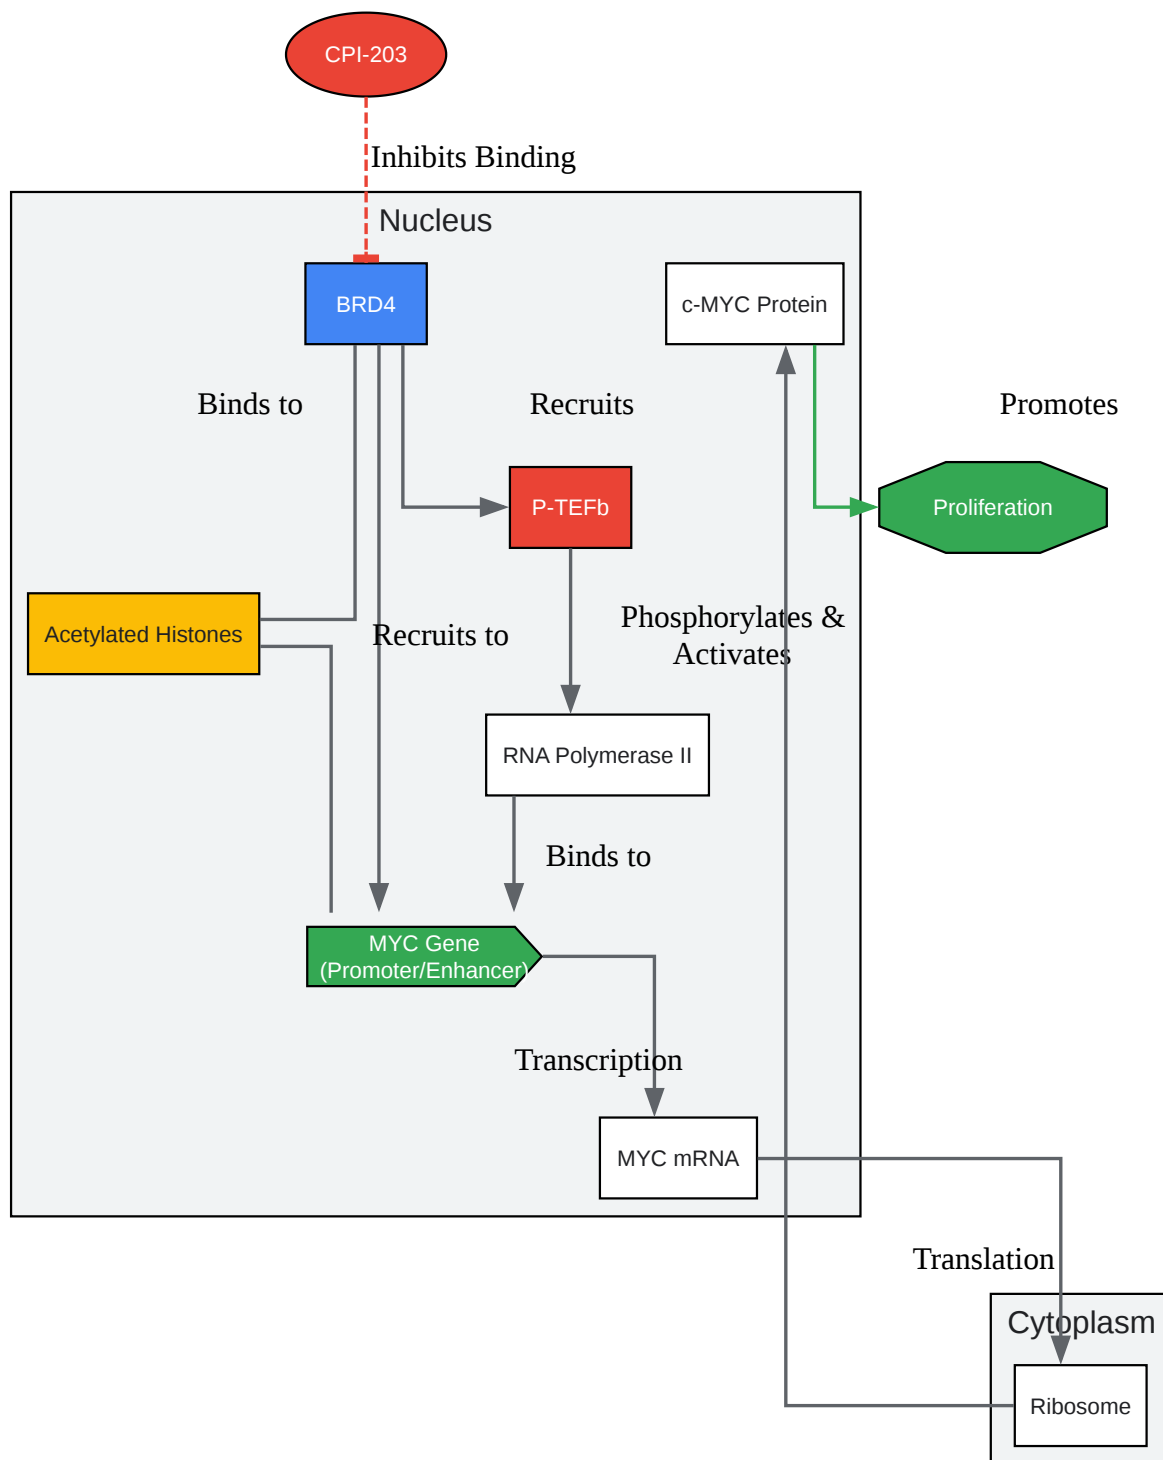 CPI-203
Inhibits Binding
Nucleus
BRD4
c-MYC Protein
Binds to
Recruits
Promotes
P-TEFb
Proliferation
Acetylated Histones
Recruits to
Phosphorylates &
Activates
RNA Polymerase II
Binds to
MYC Gene
(Promoter/Enhancer)
Transcription
MYC mRNA
Translation
Cytoplasm
Ribosome